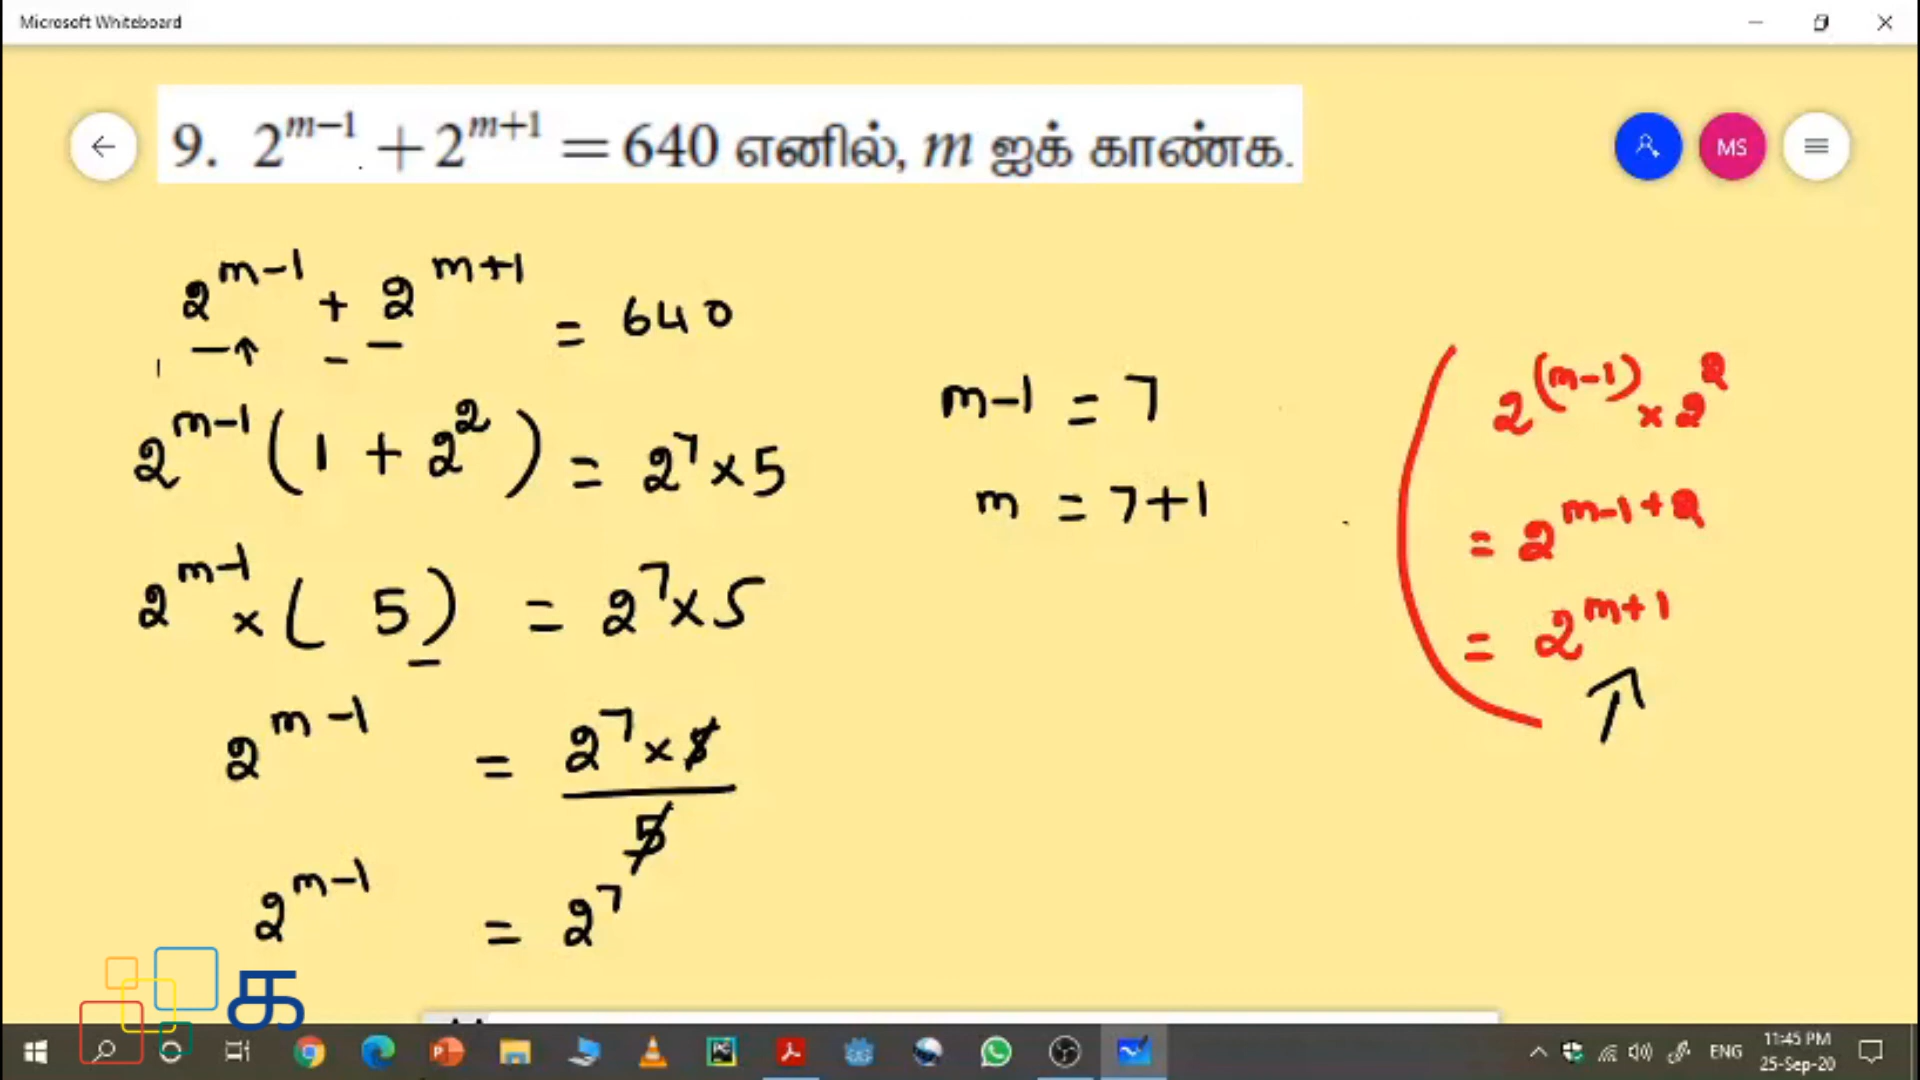 Microsoft Whiteboard
9. 2^{m-1} + 2^{m+1} = 640 எனில், m ஐக் காண்க.
MS
2^{m-1} + 2^{m+1} = 640
2^{m-1} (1 + 2^2) = 2^7 × 5
2^{m-1} × (5) = 2^7 × 5
2^{m-1} = \frac{2^7 × 5}{5}
2^{m-1} = 2^7
m-1 = 7
m = 7+1
2^{(m-1)} × 2^2
= 2^{m-1+2}
= 2^{m+1}
க
ENG
11:45 PM
25-Sep-20